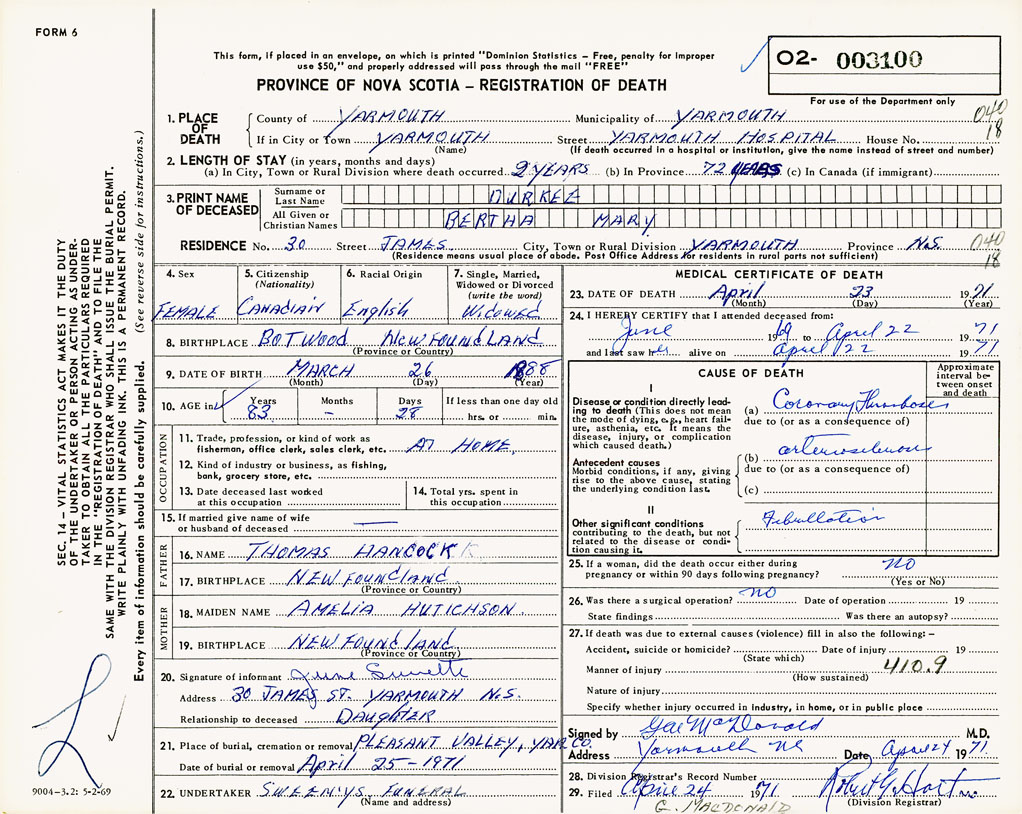 FORM 6
This form, if placed in an envelope, on which is printed "Dominion Statistics – Free, penalty for improper
use $50," and properly addressed will pass through the mail "FREE"
PROVINCE OF NOVA SCOTIA – REGISTRATION OF DEATH
02- 003100
For use of the Department only
040
18
1. PLACE OF DEATH
County of YARMOUTH Municipality of YARMOUTH
If in City or Town YARMOUTH Street YARMOUTH HOSPITAL House No.
(Name) (If death occurred in a hospital or institution, give the name instead of street and number)
2. LENGTH OF STAY (in years, months and days)
(a) In City, Town or Rural Division where death occurred 2 YEARS (b) In Province 72 YEARS (c) In Canada (if immigrant)
3. PRINT NAME OF DECEASED
Surname or Last Name DURKEE
All Given or Christian Names BERTHA MARY
RESIDENCE No. 30 Street JAMES City, Town or Rural Division YARMOUTH Province N.S.
(Residence means usual place of abode. Post Office Address for residents in rural parts not sufficient)
040
18
4. Sex FEMALE
5. Citizenship (Nationality) CANADIAN
6. Racial Origin English
7. Single, Married, Widowed or Divorced (write the word) WIDOWED
8. BIRTHPLACE BOTWOOD NEWFOUNDLAND
(Province or Country)
9. DATE OF BIRTH MARCH 26 1888
(Month) (Day) (Year)
10. AGE in Years 83 Months – Days 28 If less than one day old hrs. or min.
OCCUPATION
11. Trade, profession, or kind of work as
fisherman, office clerk, sales clerk, etc. AT HOME
12. Kind of industry or business, as fishing,
bank, grocery store, etc.
13. Date deceased last worked
at this occupation
14. Total yrs. spent in
this occupation
15. If married give name of wife
or husband of deceased —
FATHER
16. NAME THOMAS HANCOCK
17. BIRTHPLACE NEWFOUNDLAND
(Province or Country)
MOTHER
18. MAIDEN NAME AMELIA HUTICHSON
19. BIRTHPLACE NEWFOUNDLAND
(Province or Country)
20. Signature of informant June Surette
Address 30 JAMES ST. YARMOUTH N.S.
Relationship to deceased DAUGHTER
21. Place of burial, cremation or removal PLEASANT VALLEY, YAR CO.
Date of burial or removal April 25-1971
22. UNDERTAKER SWEENY'S FUNERAL
(Name and address)
MEDICAL CERTIFICATE OF DEATH
23. DATE OF DEATH April 23 1971
(Month) (Day) (Year)
24. I HEREBY CERTIFY that I attended deceased from:
June 1969 to April 22 1971
and last saw her alive on April 22 1971
CAUSE OF DEATH
Approximate interval between onset and death
I
Disease or condition directly leading to death (This does not mean the mode of dying, e.g., heart failure, asthenia, etc. It means the disease, injury, or complication which caused death.)
(a) Coronary Thrombosis
due to (or as a consequence of)
Antecedent causes
Morbid conditions, if any, giving rise to the above cause, stating the underlying condition last.
(b) arteriosclerosis
due to (or as a consequence of)
(c)
II
Other significant conditions
contributing to the death, but not related to the disease or condition causing it.
Fibrillation
25. If a woman, did the death occur either during
pregnancy or within 90 days following pregnancy? NO
(Yes or No)
26. Was there a surgical operation? NO Date of operation 19
State findings Was there an autopsy?
27. If death was due to external causes (violence) fill in also the following: –
Accident, suicide or homicide? Date of injury 19
(State which)
Manner of injury 410.9
(How sustained)
Nature of injury
Specify whether injury occurred in industry, in home, or in public place
Signed by MacDonald M.D.
Address Yarmouth NS Date April 24 1971
28. Division Registrar's Record Number
29. Filed April 24 1971
(Division Registrar)
G. MACDONALD
SEC. 14 – VITAL STATISTICS ACT MAKES IT THE DUTY
OF THE UNDERTAKER OR PERSON ACTING AS UNDER-
TAKER TO OBTAIN ALL THE PARTICULARS REQUIRED
IN THE "REGISTRATION OF DEATH" AND TO FILE THE
SAME WITH THE DIVISION REGISTRAR WHO SHALL ISSUE THE BURIAL PERMIT.
WRITE PLAINLY WITH UNFADING INK. THIS IS A PERMANENT RECORD.
Every item of information should be carefully supplied. (See reverse side for instructions.)
9004-3.2: 5-2-69